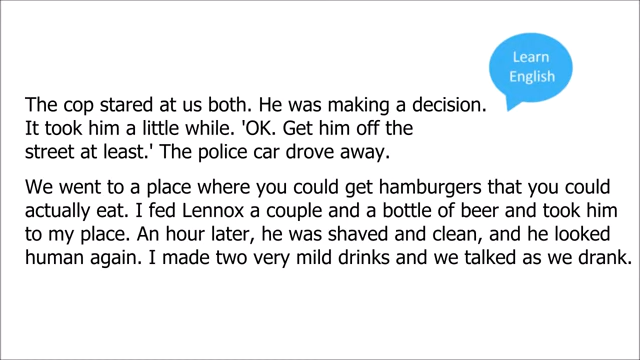 Learn
English
The cop stared at us both. He was making a decision.
It took him a little while. 'OK. Get him off the
street at least.' The police car drove away.
We went to a place where you could get hamburgers that you could
actually eat. I fed Lennox a couple and a bottle of beer and took him
to my place. An hour later, he was shaved and clean, and he looked
human again. I made two very mild drinks and we talked as we drank.